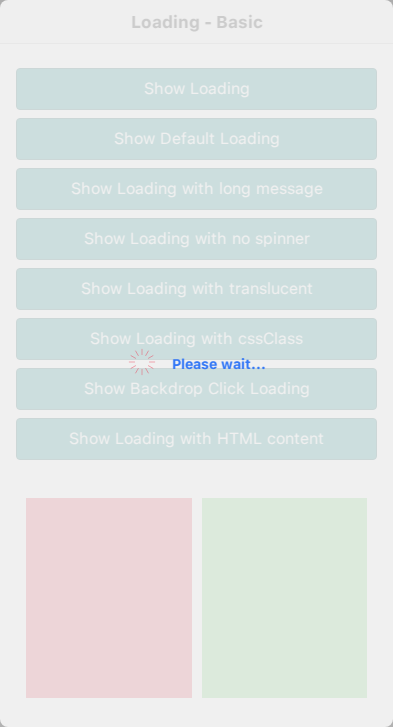 Loading - Basic
Show Loading
Show Default Loading
Show Loading with long message
Show Loading with no spinner
Show Loading with translucent
Show Loading with cssClass
Please wait...
Show Backdrop Click Loading
Show Loading with HTML content